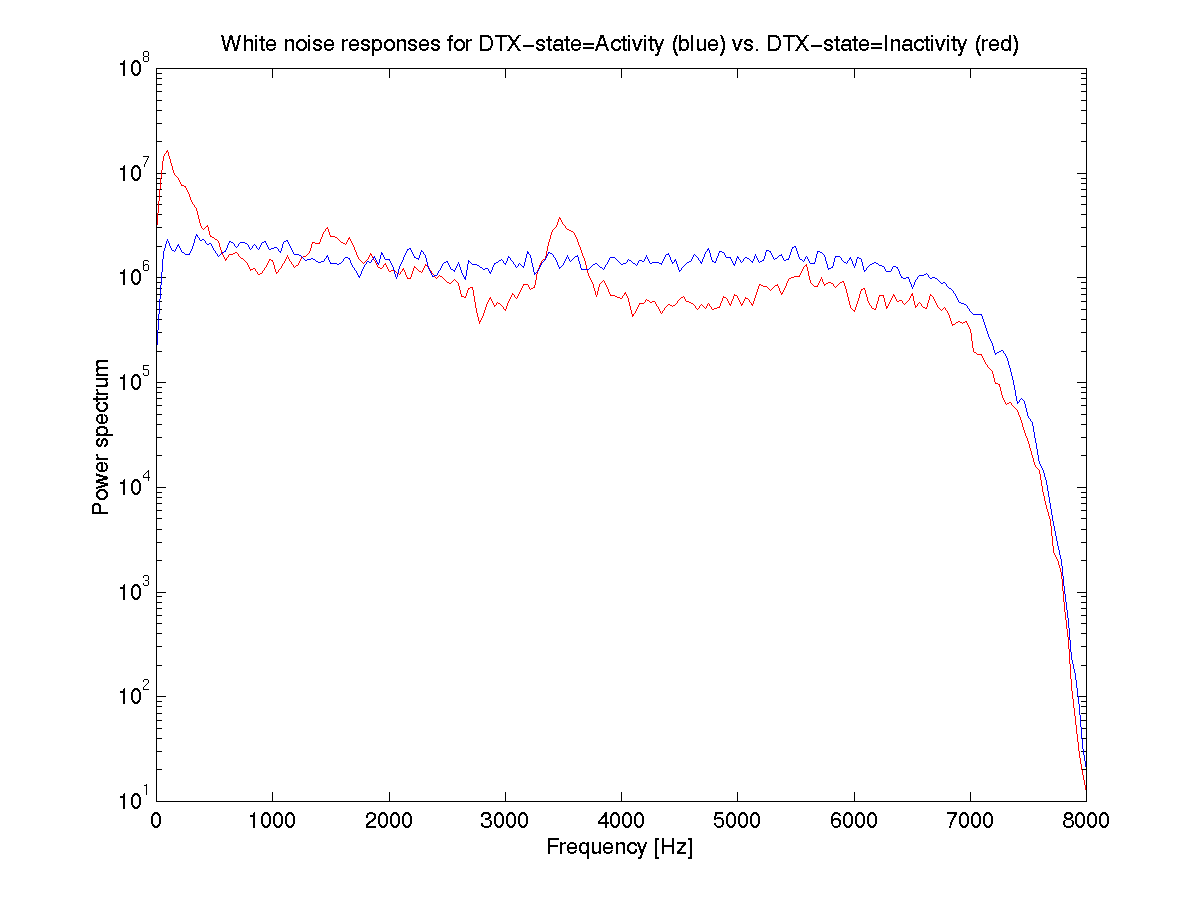 White noise responses for DTX−state=Activity (blue) vs. DTX−state=Inactivity (red)
10^8
10^7
10^6
10^5
10^4
10^3
10^2
10^1
Power spectrum
0 1000 2000 3000 4000 5000 6000 7000 8000
Frequency [Hz]